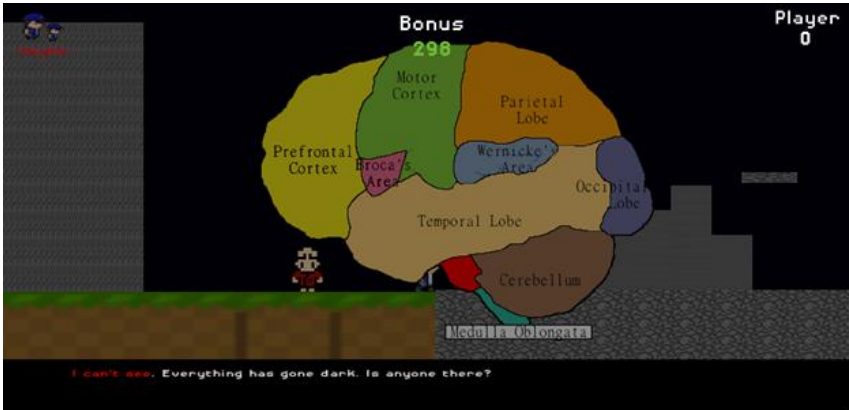 Bonus
298
Player
0
Motor
Cortex
Parietal
Lobe
Prefrontal
Cortex
Broca's
Area
Wernicke's
Area
Occipital
Lobe
Temporal Lobe
Cerebellum
Medulla Oblongata
I can't see. Everything has gone dark. Is anyone there?